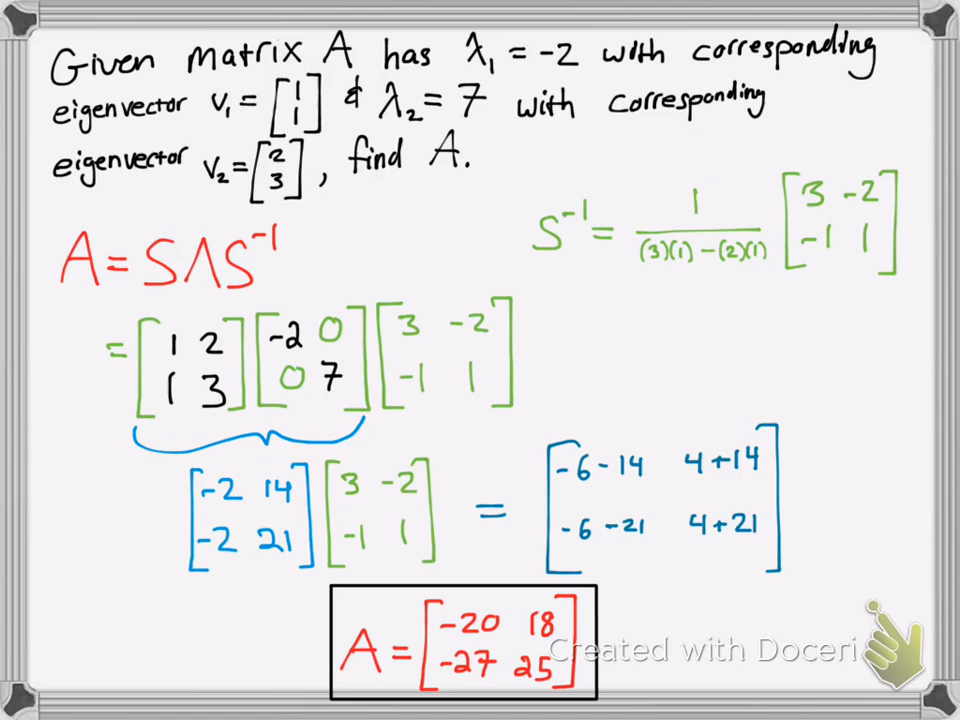 Given matrix A has λ₁ = -2 with corresponding
eigenvector v₁ = [1 1] & λ₂ = 7 with corresponding
eigenvector v₂ = [2 3], find A.
A = SΛS⁻¹
S⁻¹ = 1 / ((3)(1) - (2)(1)) [3 -2; -1 1]
= [1 2; 1 3] [-2 0; 0 7] [3 -2; -1 1]
[-2 14; -2 21] [3 -2; -1 1] = [-6-14 4+14; -6-21 4+21]
A = [-20 18; -27 25]
Created with Doceri